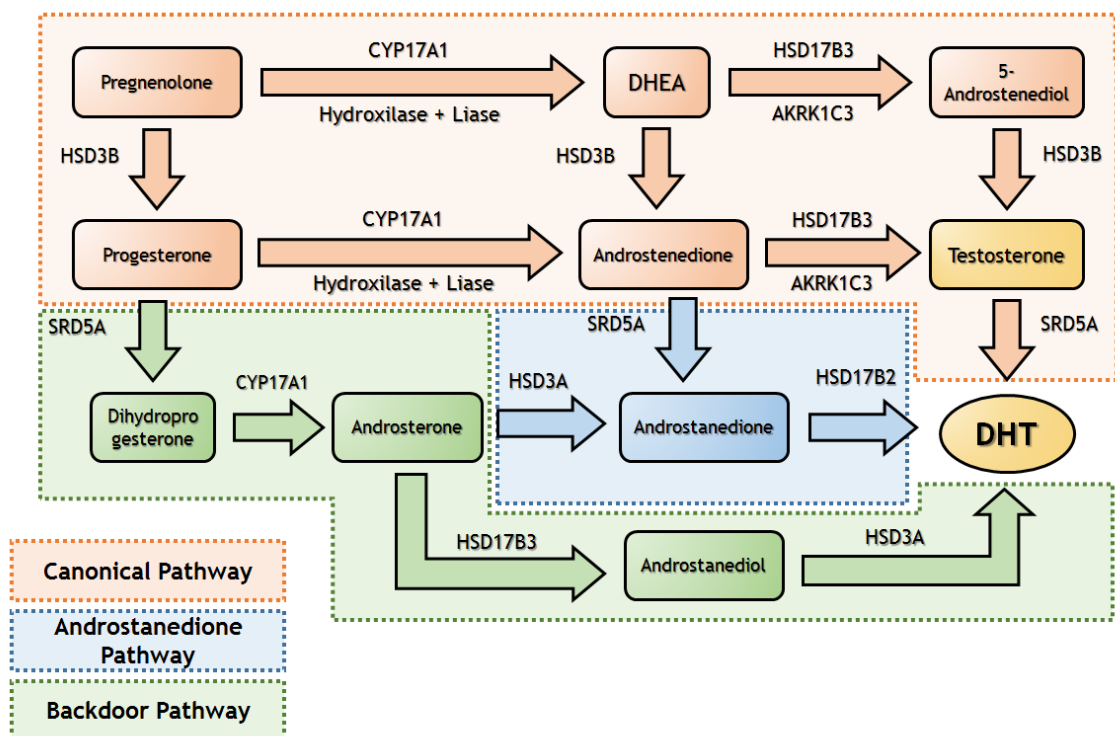 CYP17A1
HSD17B3
Pregnenolone
DHEA
5-
Androstenediol
Hydroxilase + Liase
AKRK1C3
HSD3B
HSD3B
HSD3B
CYP17A1
HSD17B3
Progesterone
Androstenedione
Testosterone
Hydroxilase + Liase
AKRK1C3
SRD5A
SRD5A
SRD5A
CYP17A1
HSD3A
HSD17B2
Dihydropro
gesterone
Androsterone
Androstanedione
DHT
HSD17B3
Androstanediol
HSD3A
Canonical Pathway
Androstanedione
Pathway
Backdoor Pathway